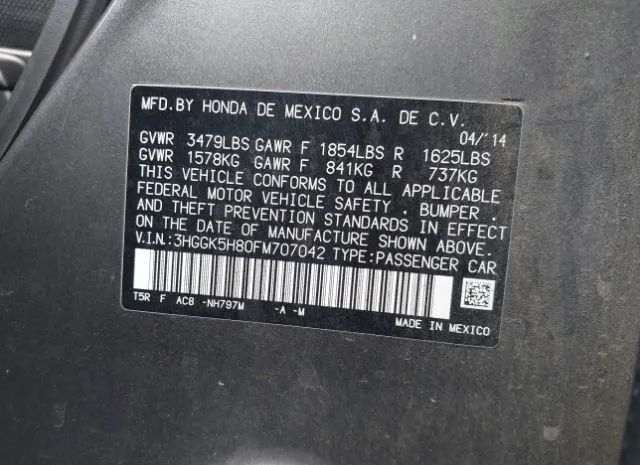 MFD.BY HONDA DE MEXICO S.A. DE C.V.
04/'14
GVWR 3479LBS GAWR F 1854LBS R 1625LBS
GVWR 1578KG GAWR F 841KG R 737KG
THIS VEHICLE CONFORMS TO ALL APPLICABLE
FEDERAL MOTOR VEHICLE SAFETY . BUMPER .
AND THEFT PREVENTION STANDARDS IN EFFECT
ON THE DATE OF MANUFACTURE SHOWN ABOVE.
V.I.N.:3HGGK5H80FM707042 TYPE:PASSENGER CAR
T5R F AC8 -NH797M -A -M
MADE IN MEXICO